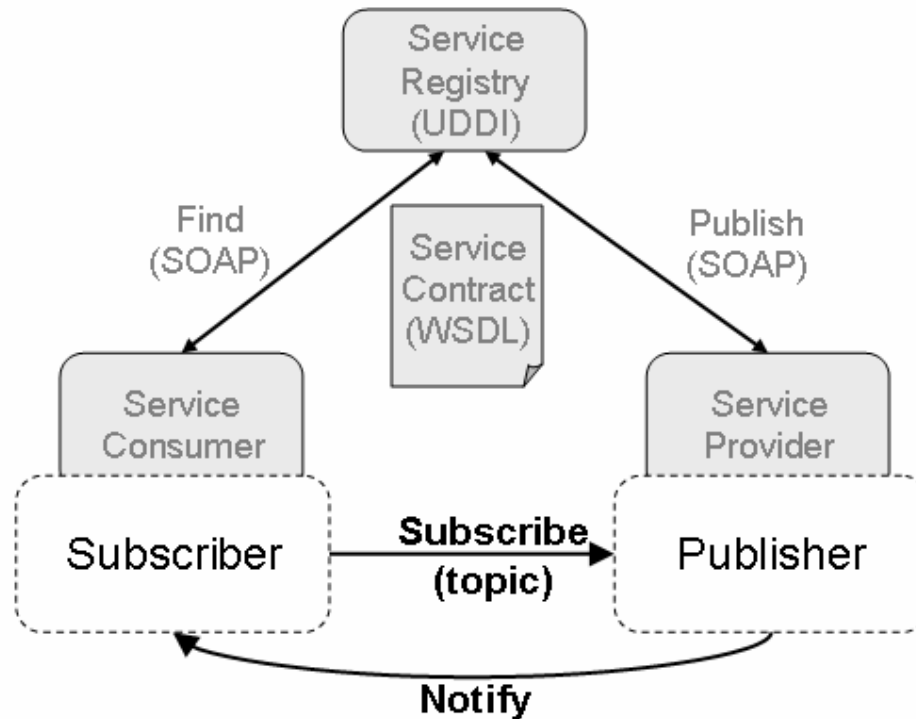 Service
Registry
(UDDI)
Find
(SOAP)
Service
Contract
(WSDL)
Publish
(SOAP)
Service
Consumer
Service
Provider
Subscriber
Subscribe
(topic)
Publisher
Notify